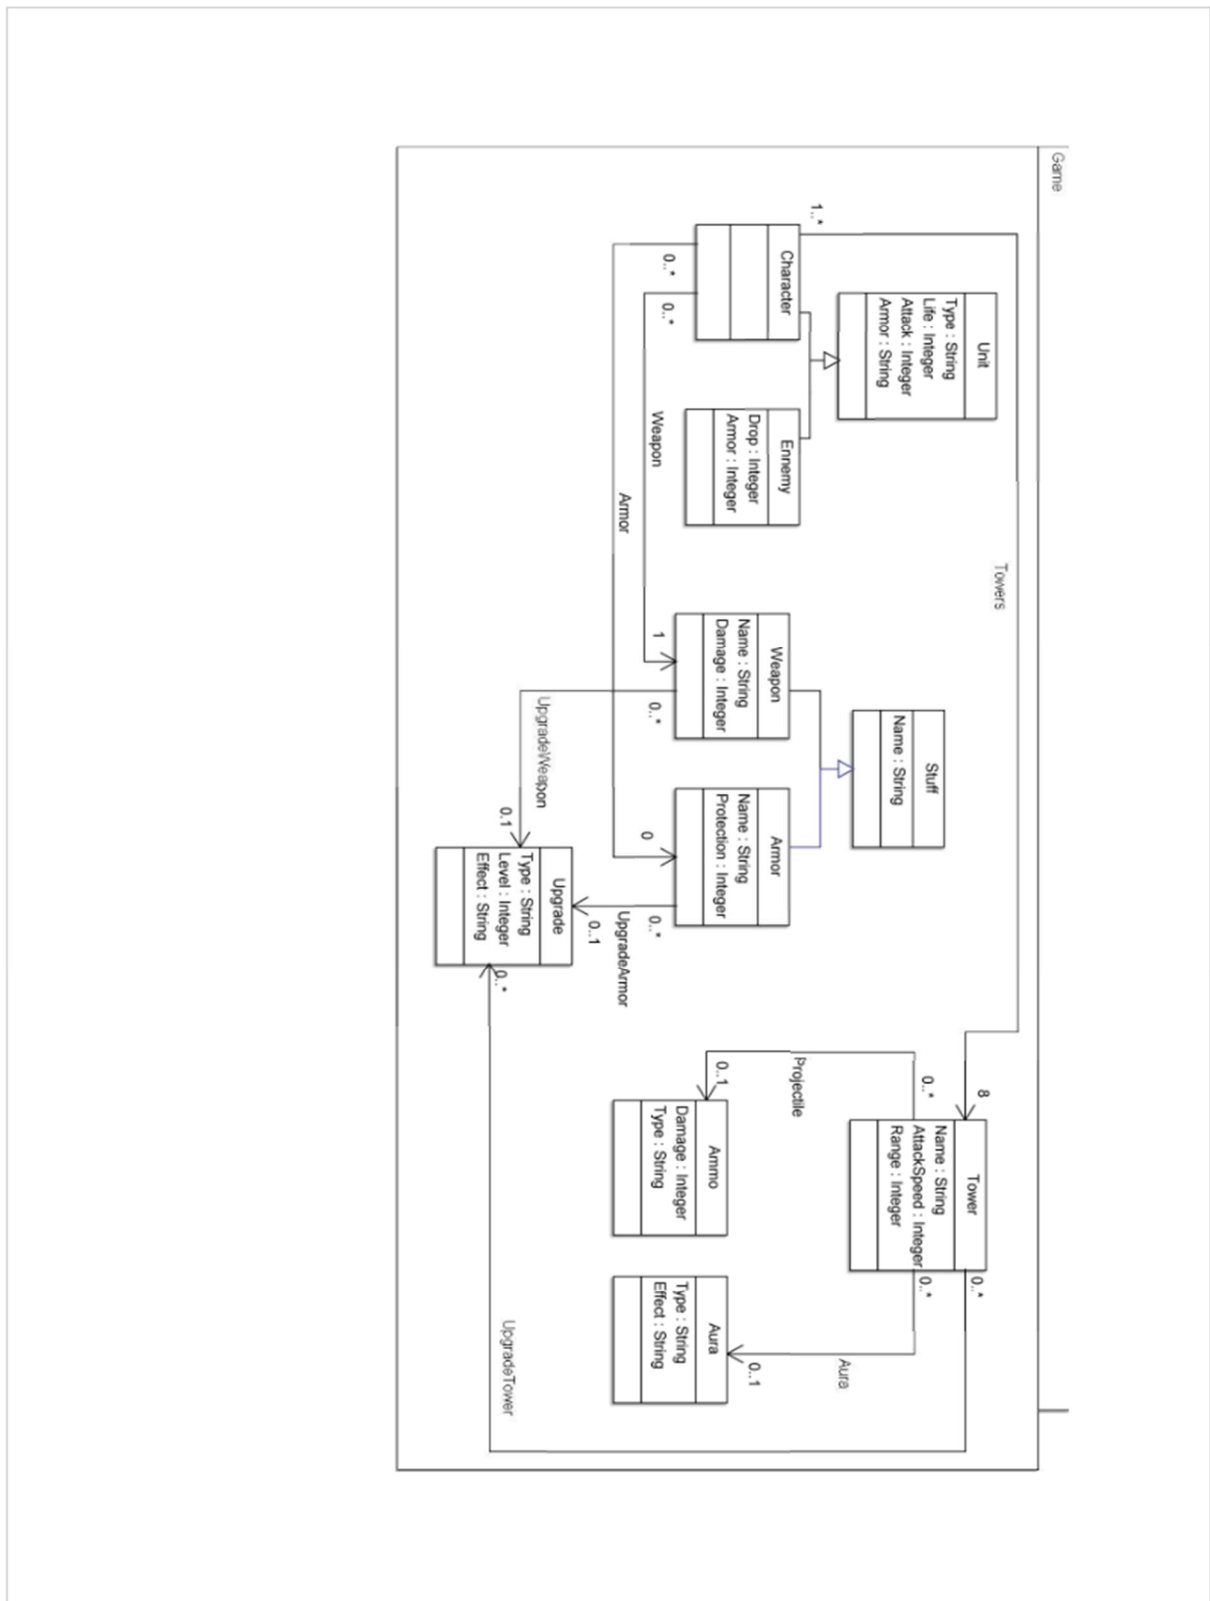 Game
Towers
1..*
Unit
Type : String
Life : Integer
Attack : Integer
Armor : String
Stuff
Name : String
8
Tower
Name : String
AttackSpeed : Integer
Range : Integer
0..*
0..*
0..*
Character
0..*
0..*
Ennemy
Drop : Integer
Armor : Integer
Weapon
Name : String
Damage : Integer
0..*
Armor
Name : String
Protection : Integer
0..*
Projectile
0..1
Aura
0..1
Weapon
1
Armor
0
UpgradeArmor
0..1
Ammo
Damage : Integer
Type : String
Aura
Type : String
Effect : String
UpgradeWeapon
0.1
Upgrade
Type : String
Level : Integer
Effect : String
0..*
UpgradeTower